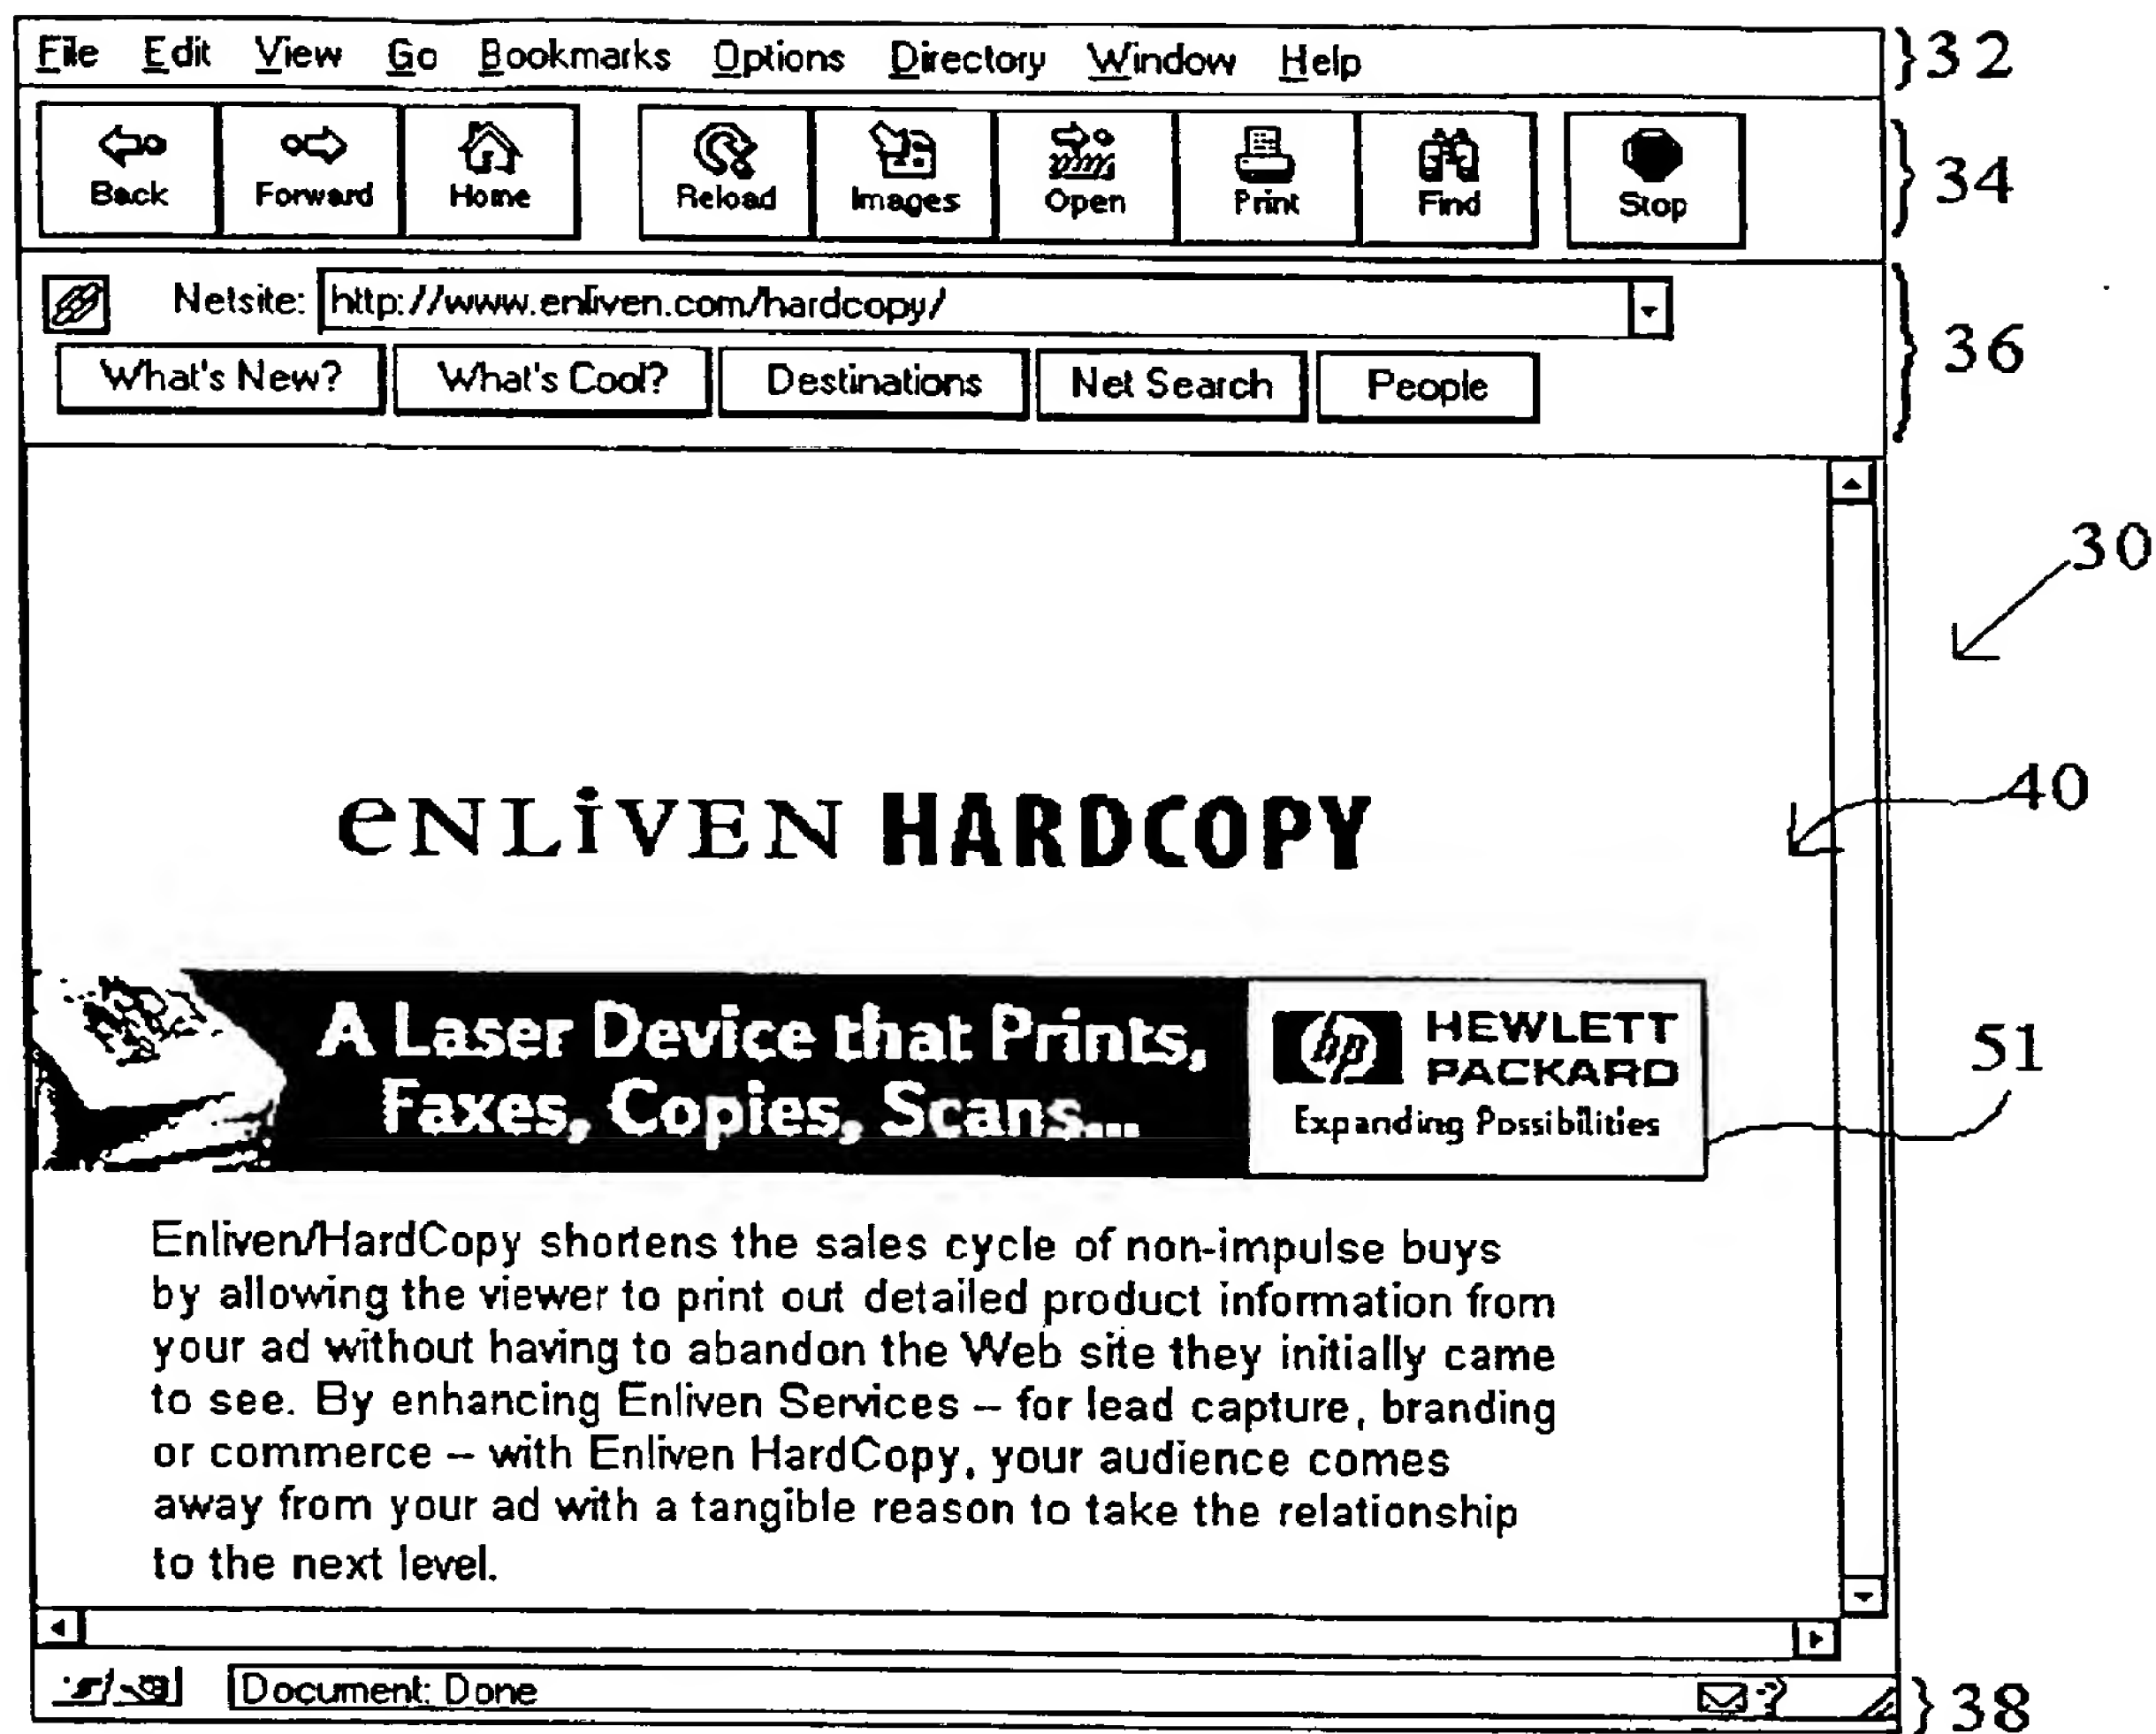 File Edit View Go Bookmarks Options Directory Window Help }32
Back Forward Home Reload Images Open Print Find Stop }34
Netsite: http://www.enliven.com/hardcopy/
What's New? What's Cool? Destinations Net Search People }36
30
40
eNLiVEN HARDCOPY
A Laser Device that Prints,
Faxes, Copies, Scans...
hp HEWLETT
PACKARD
Expanding Possibilities
51
Enliven/HardCopy shortens the sales cycle of non-impulse buys
by allowing the viewer to print out detailed product information from
your ad without having to abandon the Web site they initially came
to see. By enhancing Enliven Services – for lead capture, branding
or commerce – with Enliven HardCopy, your audience comes
away from your ad with a tangible reason to take the relationship
to the next level.
Document: Done ? }38